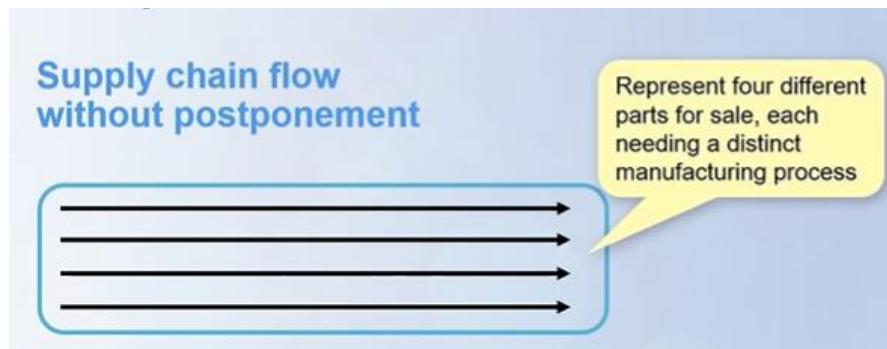 Supply chain flow
without postponement
Represent four different
parts for sale, each
needing a distinct
manufacturing process